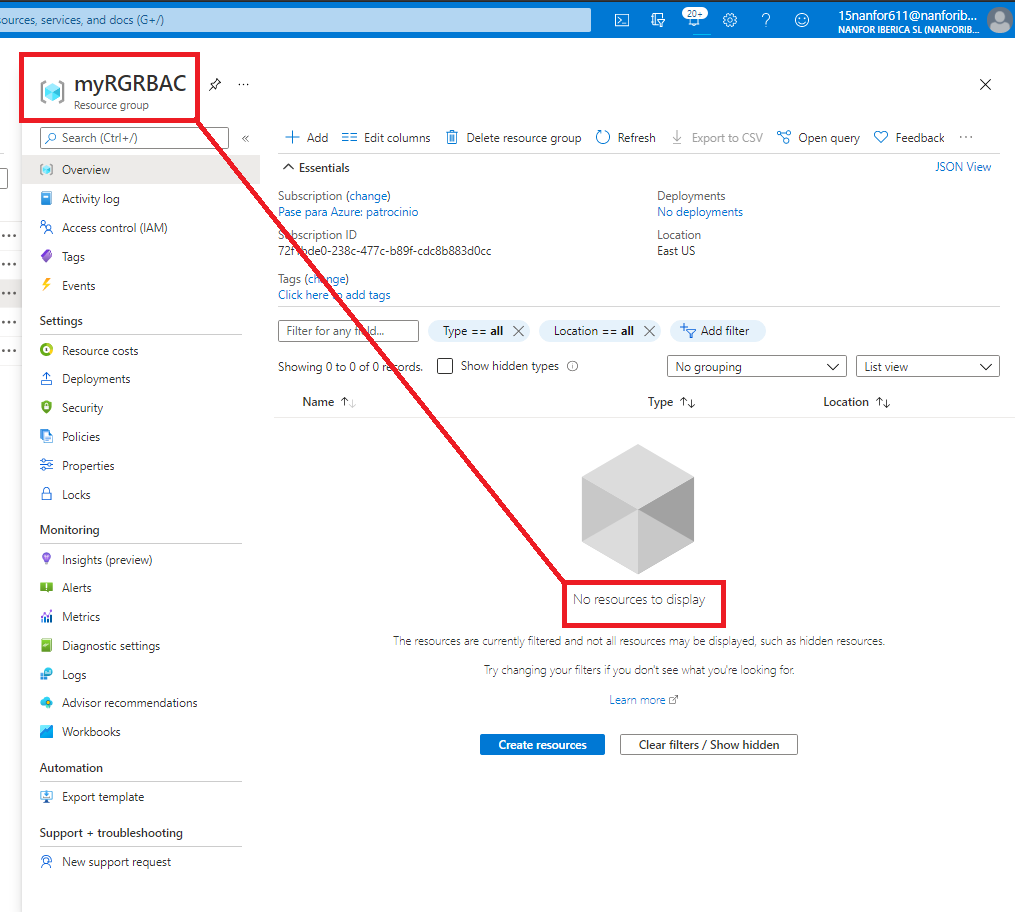 ources, services, and docs (G+/)
20+
15nanfor611@nanforib...
NANFOR IBERICA SL (NANFORIB...
myRGRBAC
Resource group
Search (Ctrl+/)
«
Add
Edit columns
Delete resource group
Refresh
Export to CSV
Open query
Feedback
Overview
Activity log
Access control (IAM)
Tags
Events
Settings
Resource costs
Deployments
Security
Policies
Properties
Locks
Monitoring
Insights (preview)
Alerts
Metrics
Diagnostic settings
Logs
Advisor recommendations
Workbooks
Automation
Export template
Support + troubleshooting
New support request
Essentials
JSON View
Subscription (change)
Pase para Azure: patrocinio
Subscription ID
Deployments
No deployments
Location
East US
Tags (change)
Click here to add tags
Filter for any field...
Type == all
Location == all
Add filter
Showing 0 to 0 of 0 records.
Show hidden types
No grouping
List view
Name
Type
Location
No resources to display
The resources are currently filtered and not all resources may be displayed, such as hidden resources.
Try changing your filters if you don't see what you're looking for.
Learn more
Create resources
Clear filters / Show hidden